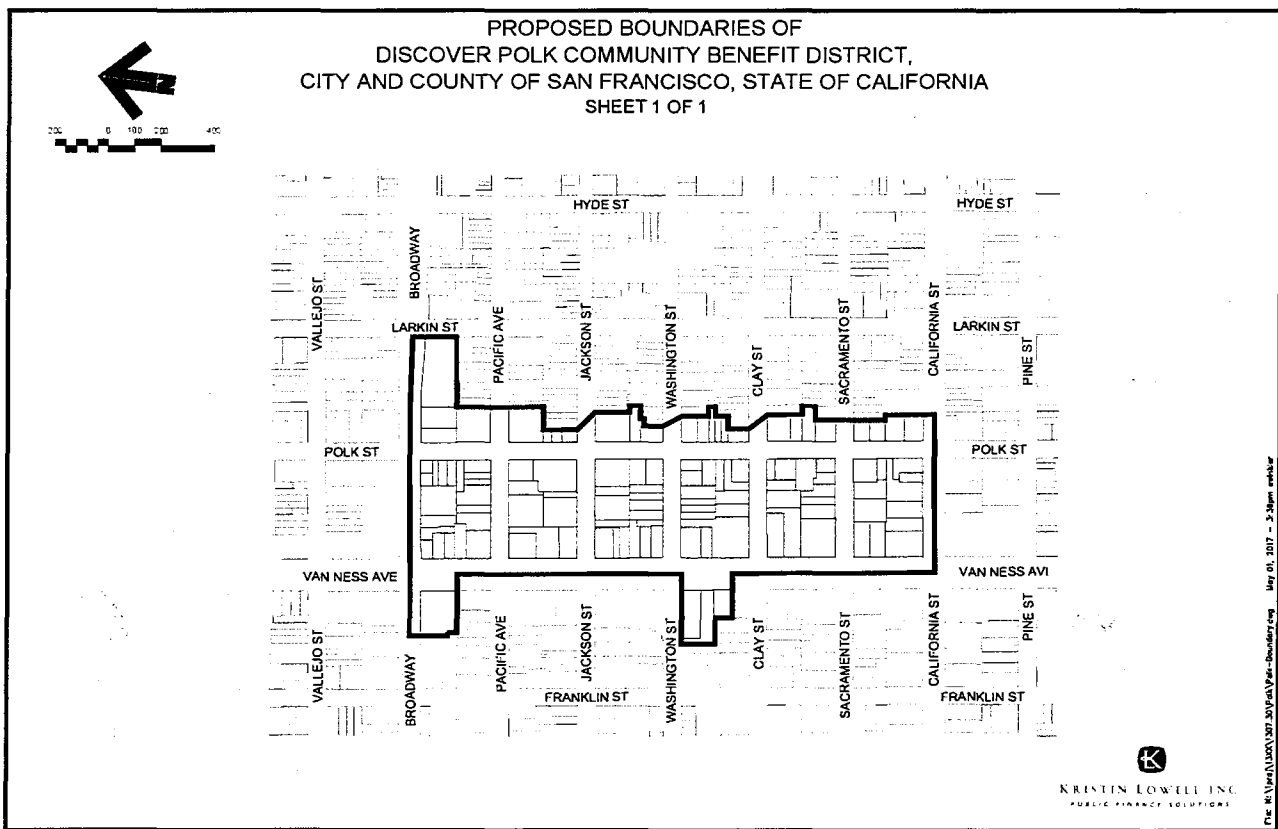 PROPOSED BOUNDARIES OF
DISCOVER POLK COMMUNITY BENEFIT DISTRICT,
CITY AND COUNTY OF SAN FRANCISCO, STATE OF CALIFORNIA
SHEET 1 OF 1
N
200 0 100 200 400
HYDE ST
HYDE ST
VALLEJO ST
BROADWAY
LARKIN ST
PACIFIC AVE
JACKSON ST
WASHINGTON ST
CLAY ST
SACRAMENTO ST
CALIFORNIA ST
LARKIN ST
PINE ST
POLK ST
POLK ST
VAN NESS AVE
VAN NESS AVI
VALLEJO ST
BROADWAY
PACIFIC AVE
JACKSON ST
WASHINGTON ST
CLAY ST
SACRAMENTO ST
CALIFORNIA ST
PINE ST
FRANKLIN ST
FRANKLIN ST
K
KRISTIN LOWELL INC
PUBLIC FINANCE SOLUTIONS
May 01, 2017 - 3:38pm